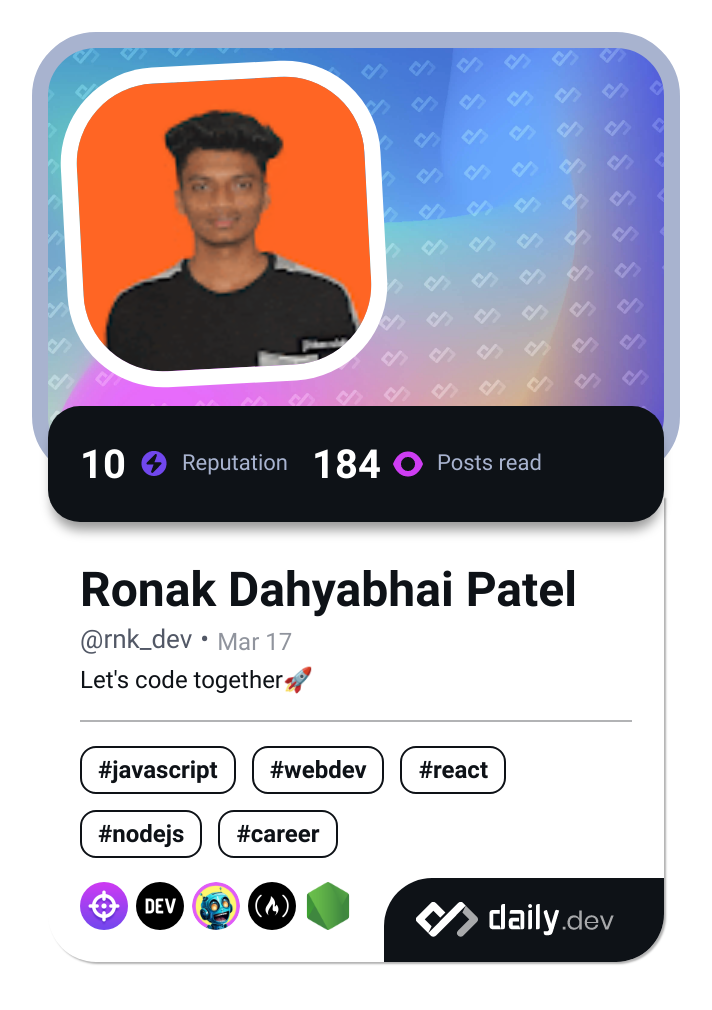 10 Reputation 184 Posts read
Ronak Dahyabhai Patel
@rnk_dev • Mar 17
Let's code together🚀
#javascript #webdev #react
#nodejs #career
DEV
daily.dev